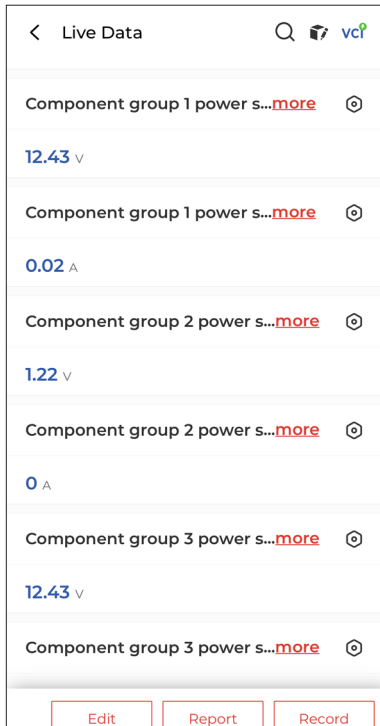 Live Data
vci
Component group 1 power s...more
12.43 V
Component group 1 power s...more
0.02 A
Component group 2 power s...more
1.22 V
Component group 2 power s...more
0 A
Component group 3 power s...more
12.43 V
Component group 3 power s...more
Edit Report Record